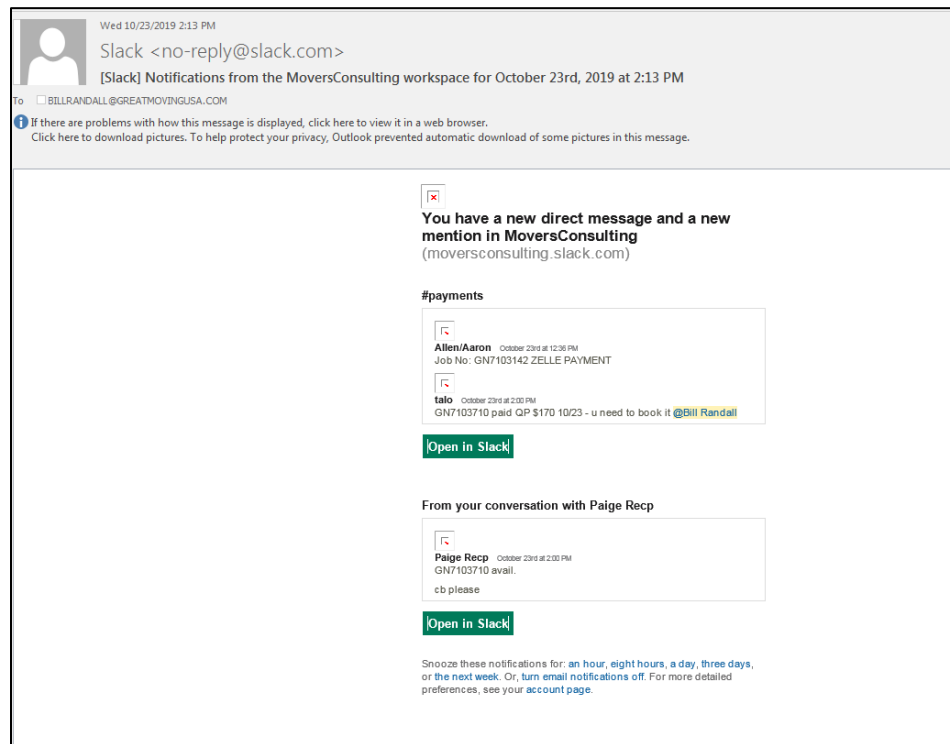 Wed 10/23/2019 2:13 PM
Slack <no-reply@slack.com>
[Slack] Notifications from the MoversConsulting workspace for October 23rd, 2019 at 2:13 PM
To BILLRANDALL@GREATMOVINGUSA.COM
If there are problems with how this message is displayed, click here to view it in a web browser.
Click here to download pictures. To help protect your privacy, Outlook prevented automatic download of some pictures in this message.
You have a new direct message and a new
mention in MoversConsulting
(moversconsulting.slack.com)
#payments
Allen/Aaron October 23rd at 12:36 PM
Job No: GN7103142 ZELLE PAYMENT
talo October 23rd at 2:00 PM
GN7103710 paid QP $170 10/23 - u need to book it @Bill Randall
Open in Slack
From your conversation with Paige Recp
Paige Recp October 23rd at 2:00 PM
GN7103710 avail.
cb please
Open in Slack
Snooze these notifications for: an hour, eight hours, a day, three days,
or the next week. Or, turn email notifications off. For more detailed
preferences, see your account page.